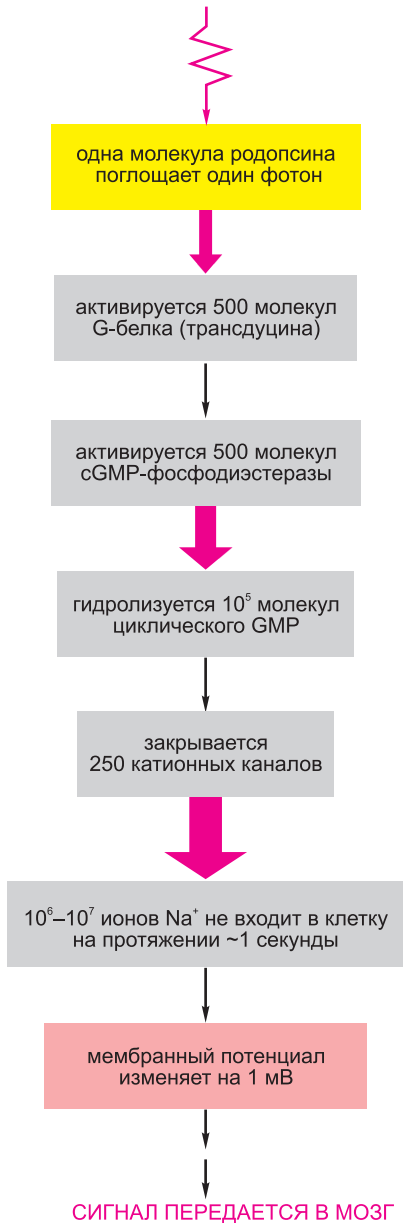 одна молекула родопсина
поглощает один фотон
активируется 500 молекул
G-белка (трансдуцина)
активируется 500 молекул
cGMP-фосфодиэстеразы
гидролизуется 10⁵ молекул
циклического GMP
закрывается
250 катионных каналов
10⁶–10⁷ ионов Na⁺ не входит в клетку
на протяжении ~1 секунды
мембранный потенциал
изменяет на 1 мВ
СИГНАЛ ПЕРЕДАЕТСЯ В МОЗГ